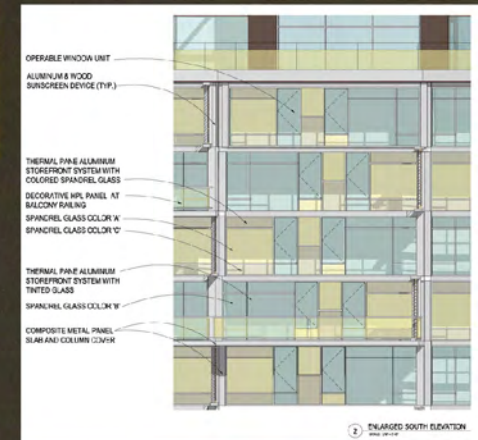 OPERABLE WINDOW UNIT
ALUMINUM & WOOD
SUNSCREEN DEVICE (TYP.)
THERMAL PANE ALUMINUM
STOREFRONT SYSTEM WITH
COLORED SPANDREL GLASS
DECORATIVE HPL PANEL AT
BALCONY RAILING
SPANDREL GLASS COLOR 'A'
SPANDREL GLASS COLOR 'C'
THERMAL PANE ALUMINUM
STOREFRONT SYSTEM WITH
TINTED GLASS
SPANDREL GLASS COLOR 'B'
COMPOSITE METAL PANEL
SLAB AND COLUMN COVER
2 ENLARGED SOUTH ELEVATION